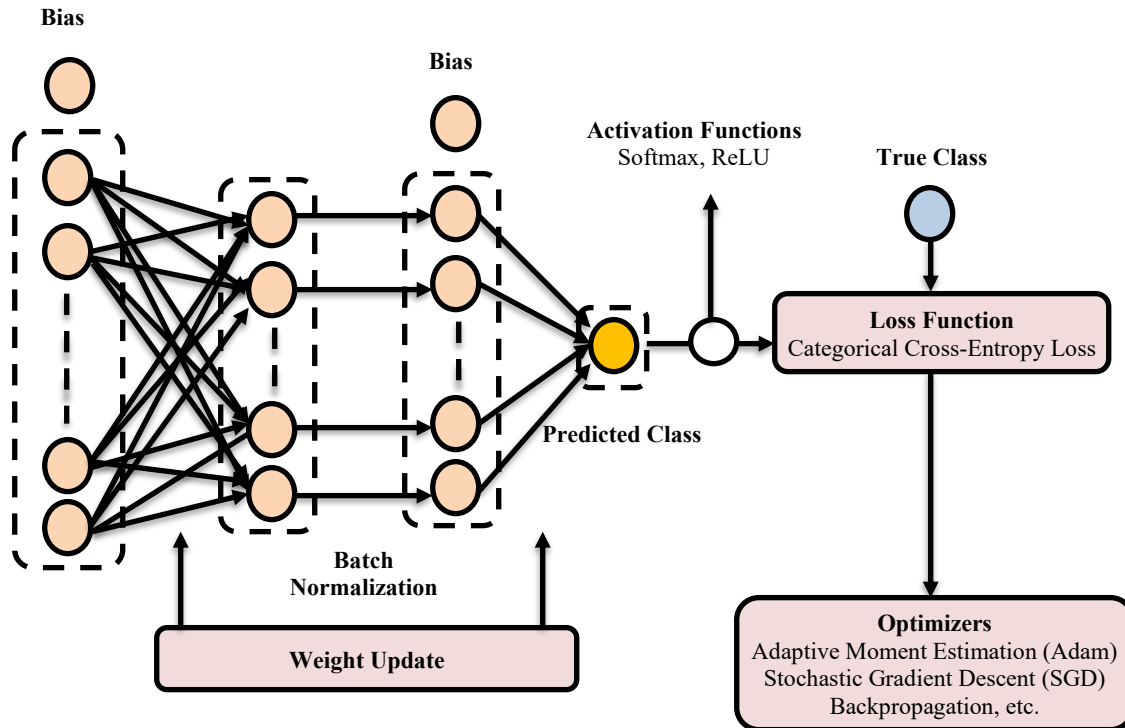 Bias
Bias
Activation Functions
Softmax, ReLU
True Class
Loss Function
Categorical Cross-Entropy Loss
Predicted Class
Batch
Normalization
Weight Update
Optimizers
Adaptive Moment Estimation (Adam)
Stochastic Gradient Descent (SGD)
Backpropagation, etc.